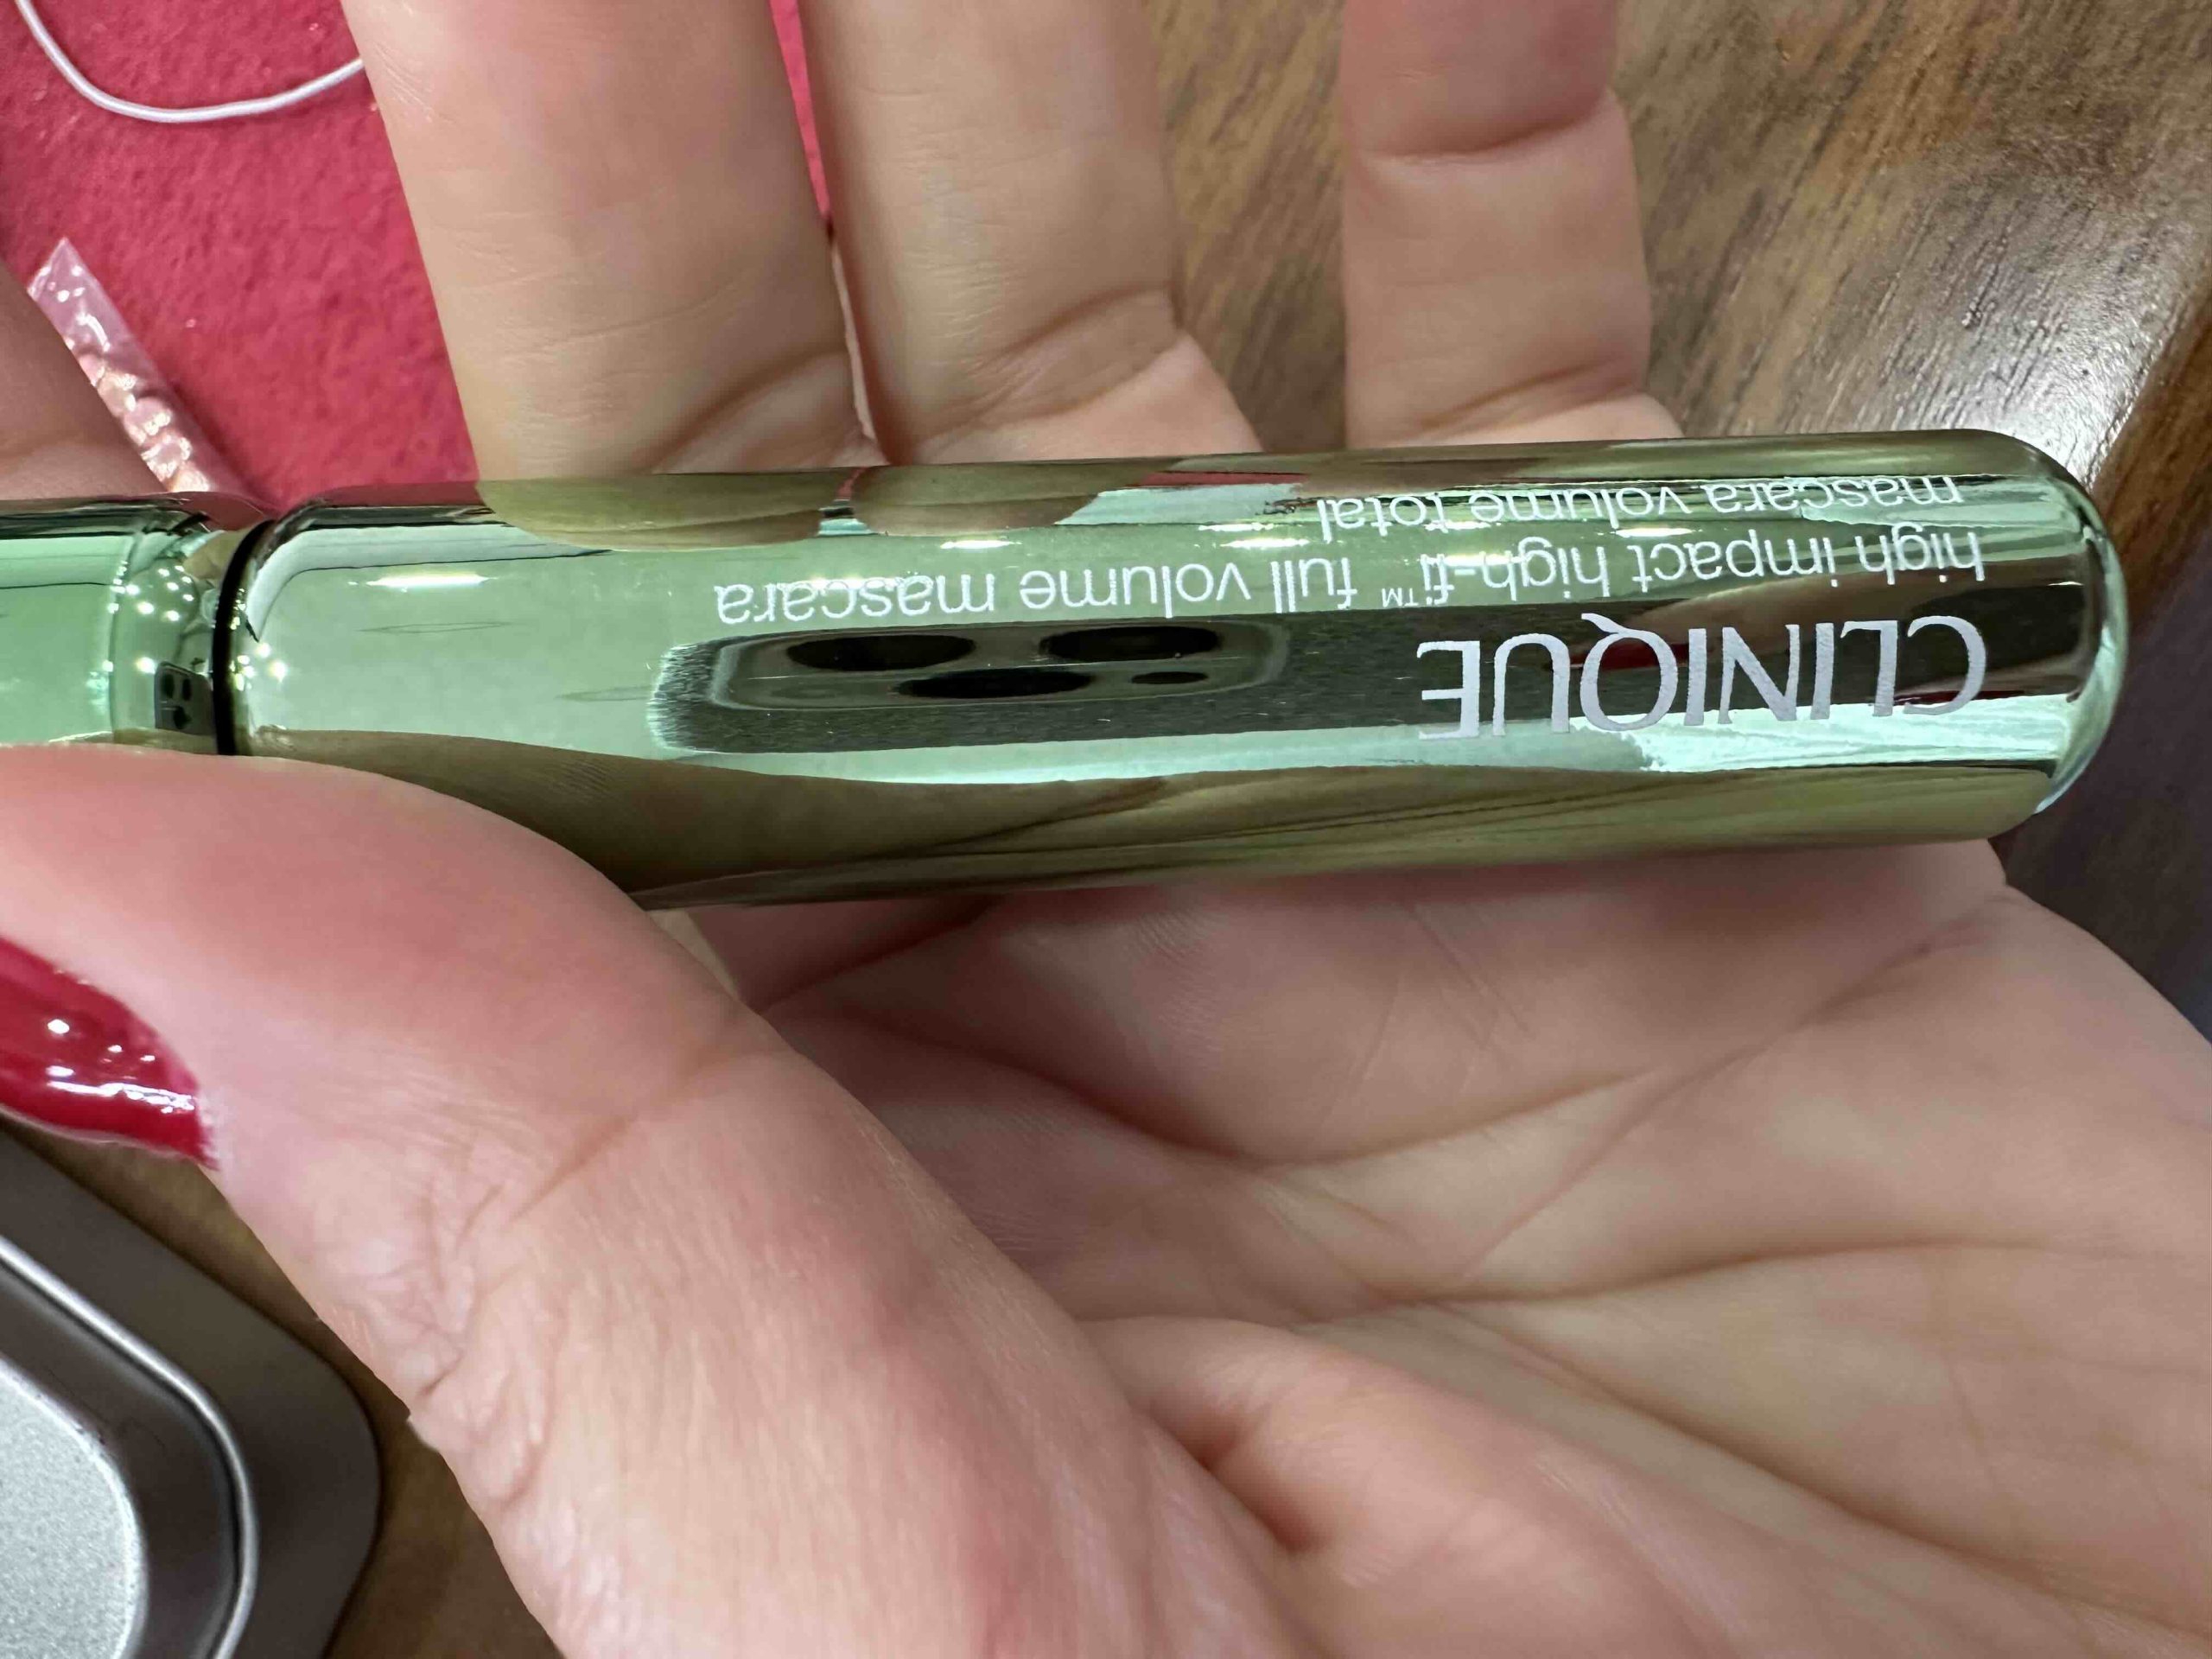 CLINIQUE
high impact high-fi™ full volume mascara
mascara volume total